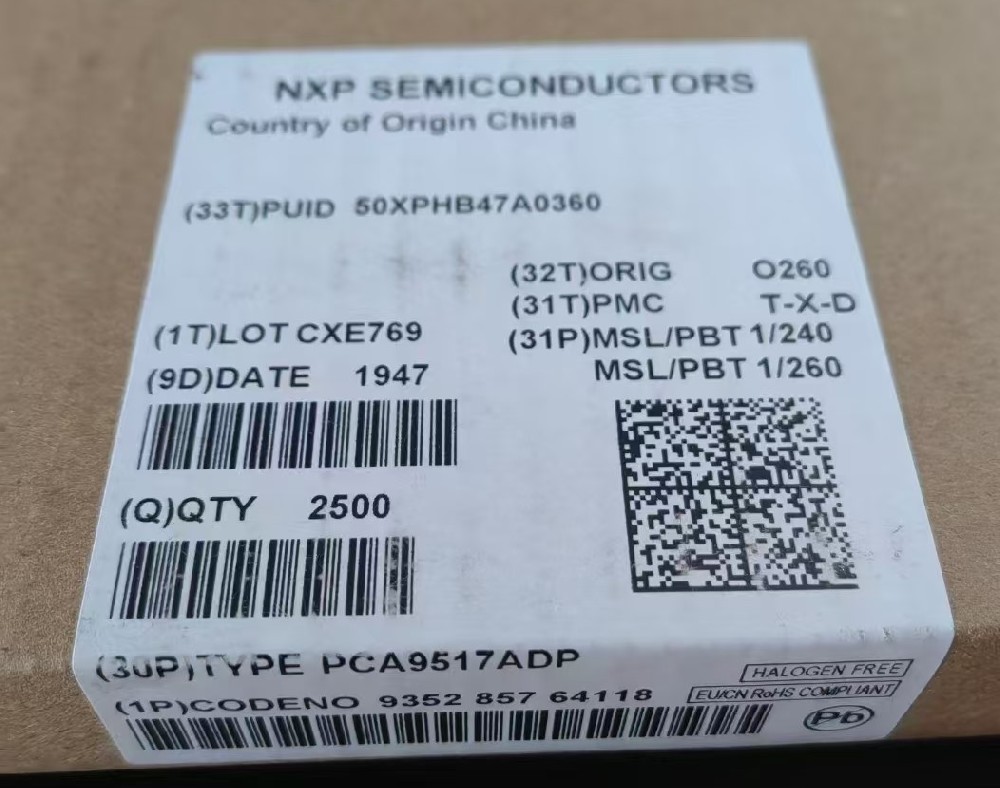 NXP SEMICONDUCTORS
Country of Origin China
(33T)PUID 50XPHB47A0360
(32T)ORIG O260
(31T)PMC T-X-D
(1T)LOT CXE769
(31P)MSL/PBT 1/240
MSL/PBT 1/260
(9D)DATE 1947
(Q)QTY 2500
(30P)TYPE PCA9517ADP
HALOGEN FREE
(1P)CODENO 9352 857 64118
EU/CN RoHS COMPLIANT
Pb